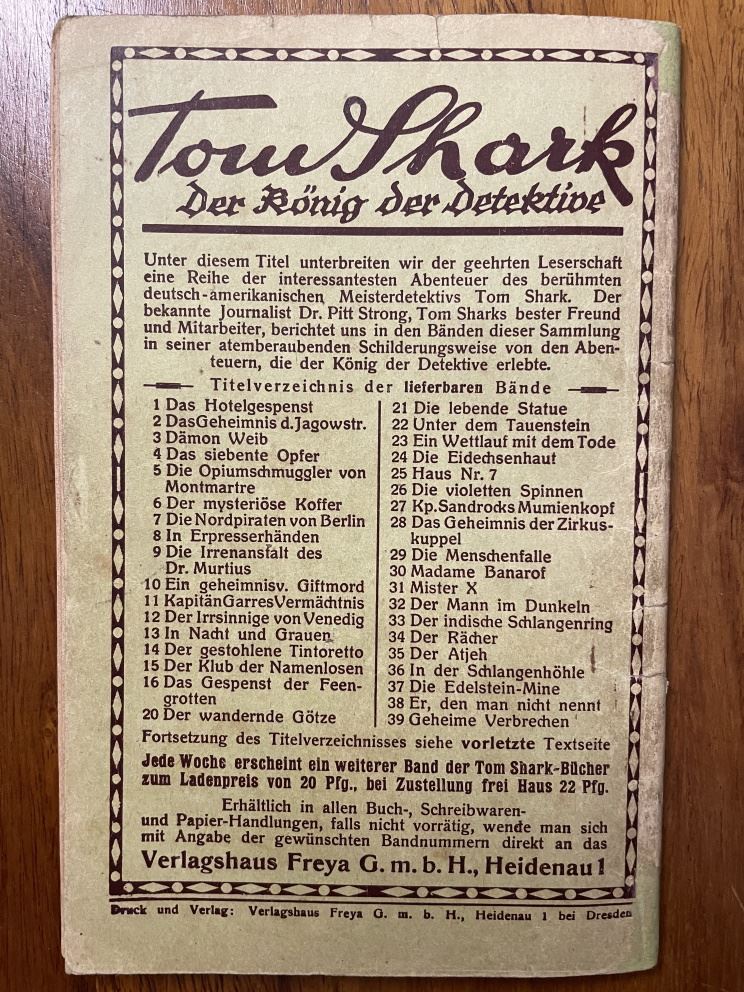 Tom Shark
Der König der Detektive
Unter diesem Titel unterbreiten wir der geehrten Leserschaft
eine Reihe der interessantesten Abenteuer des berühmten
deutsch-amerikanischen Meisterdetektivs Tom Shark. Der
bekannte Journalist Dr. Pitt Strong, Tom Sharks bester Freund
und Mitarbeiter, berichtet uns in den Bänden dieser Sammlung
in seiner atemberaubenden Schilderungsweise von den Aben-
teuern, die der König der Detektive erlebte.
Titelverzeichnis der lieferbaren Bände
1 Das Hotelgespenst
2 Das Geheimnis d. Jagowstr.
3 Dämon Weib
4 Das siebente Opfer
5 Die Opiumschmuggler von
Montmartre
6 Der mysteriöse Koffer
7 Die Nordpiraten von Berlin
8 In Erpresserhänden
9 Die Irrenanstalt des
Dr. Murtius
10 Ein geheimnisv. Giftmord
11 Kapitän Garres Vermächtnis
12 Der Irrsinnige von Venedig
13 In Nacht und Grauen
14 Der gestohlene Tintoretto
15 Der Klub der Namenlosen
16 Das Gespenst der Feen-
grotten
20 Der wandernde Götze
21 Die lebende Statue
22 Unter dem Tauenstein
23 Ein Wettlauf mit dem Tode
24 Die Eidechsenhaut
25 Haus Nr. 7
26 Die violetten Spinnen
27 Kp. Sandrocks Mumienkopf
28 Das Geheimnis der Zirkus-
kuppel
29 Die Menschenfalle
30 Madame Banarof
31 Mister X
32 Der Mann im Dunkeln
33 Der indische Schlangenring
34 Der Rächer
35 Der Atjeh
36 In der Schlangenhöhle
37 Die Edelstein-Mine
38 Er, den man nicht nennt
39 Geheime Verbrechen
Fortsetzung des Titelverzeichnisses siehe vorletzte Textseite
Jede Woche erscheint ein weiterer Band der Tom Shark-Bücher
zum Ladenpreis von 20 Pfg., bei Zustellung frei Haus 22 Pfg.
Erhältlich in allen Buch-, Schreibwaren-
und Papier-Handlungen, falls nicht vorrätig, wende man sich
mit Angabe der gewünschten Bandnummern direkt an das
Verlagshaus Freya G. m. b. H., Heidenau 1
Druck und Verlag: Verlagshaus Freya G. m. b. H., Heidenau 1 bei Dresden